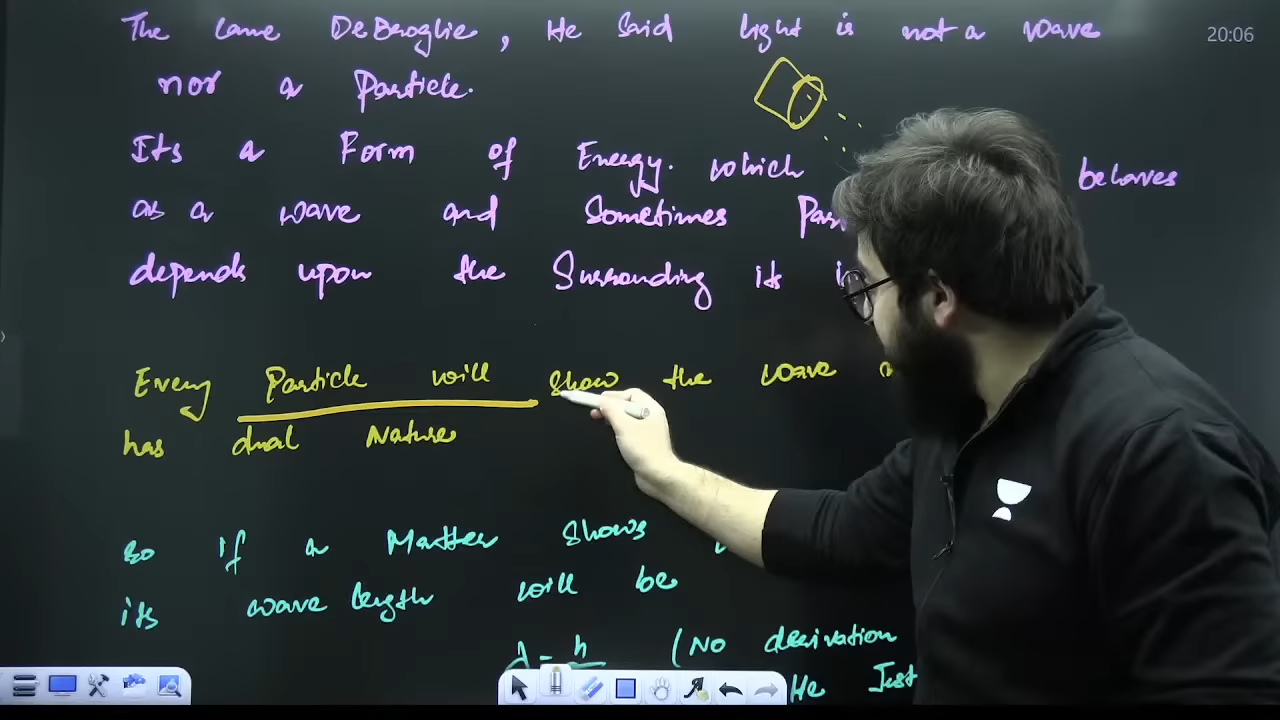 The came DeBroglie, He Said light is not a wave
20:06
nor a Particle.
Its a Form of Energy. which behaves
as a wave and Sometimes
depends upon the Surronding its
Every Particle will show the wave
has dual Nature
so if a Matter Shows
its wave length will be
λ = h (No derivation
He Just